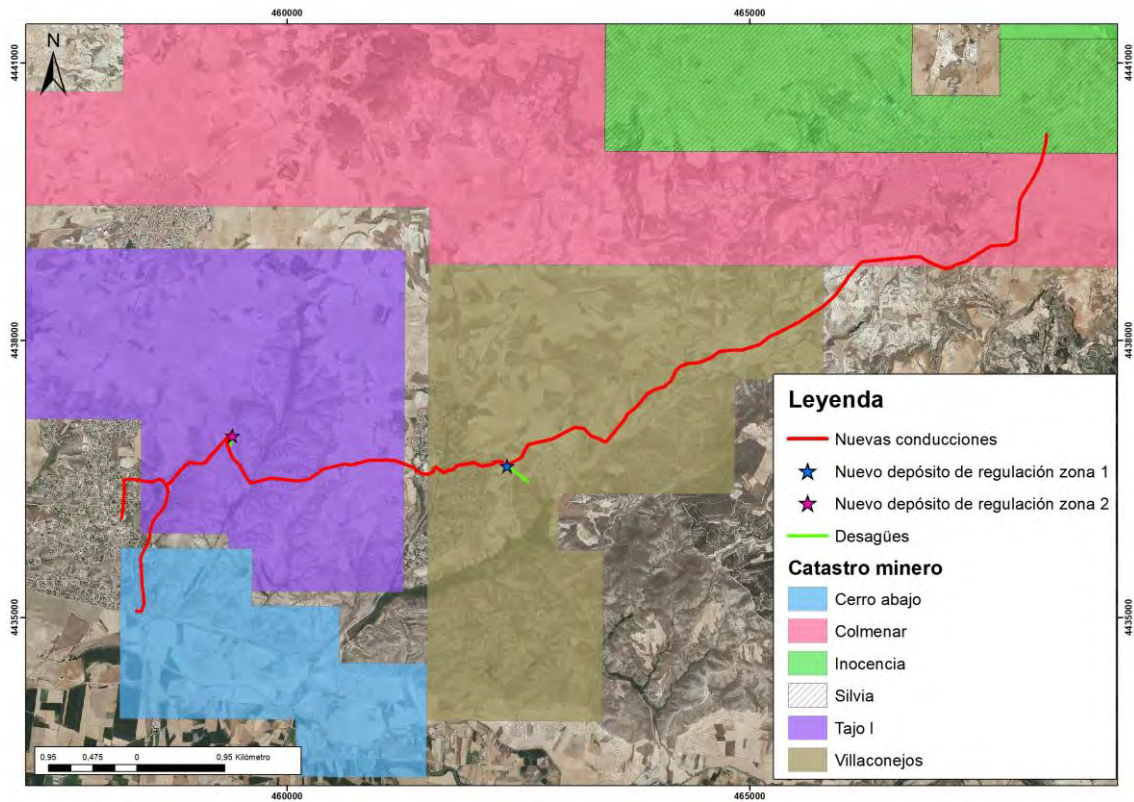 460000
465000
N
4441000
4441000
4438000
4438000
4435000
4435000
Leyenda
Nuevas conducciones
Nuevo depósito de regulación zona 1
Nuevo depósito de regulación zona 2
Desagües
Catastro minero
Cerro abajo
Colmenar
Inocencia
Silvia
Tajo I
Villaconejos
0,95 0,475 0 0,95 Kilómetro
460000
465000